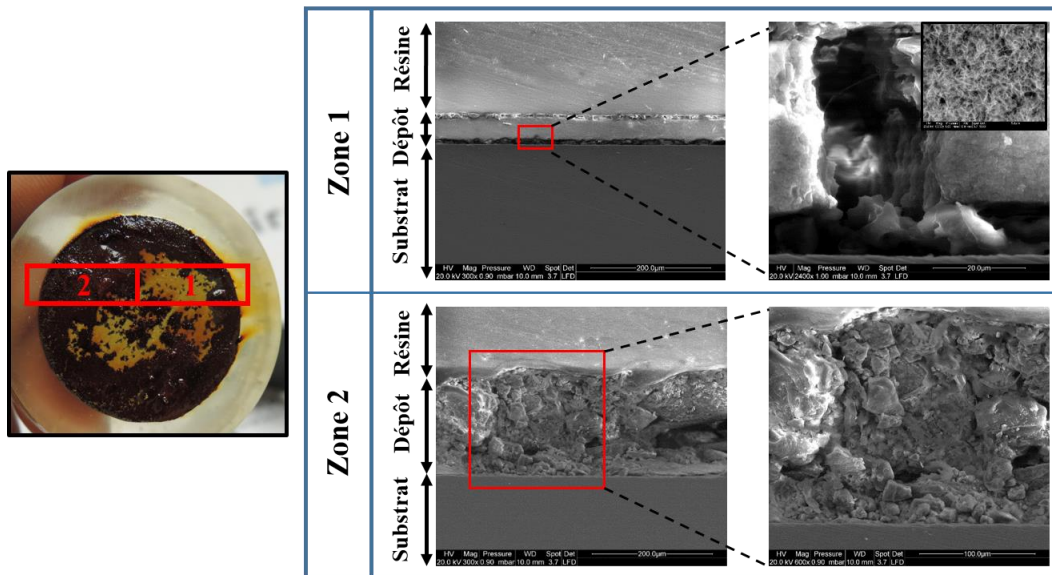 Zone 1
Résine
Dépôt
Substrat
HV Mag Pressure WD Spot Det 200.0µm
20.0 kV 300x 0.90 mbar 10.0 mm 3.7 LFD
HV Mag Pressure WD Spot Det 20.0µm
20.0 kV 2400x 1.00 mbar 10.0 mm 3.7 LFD
2
1
Zone 2
Résine
Dépôt
Substrat
HV Mag Pressure WD Spot Det 200.0µm
20.0 kV 300x 0.90 mbar 10.0 mm 3.7 LFD
HV Mag Pressure WD Spot Det 100.0µm
20.0 kV 600x 0.90 mbar 10.0 mm 3.7 LFD